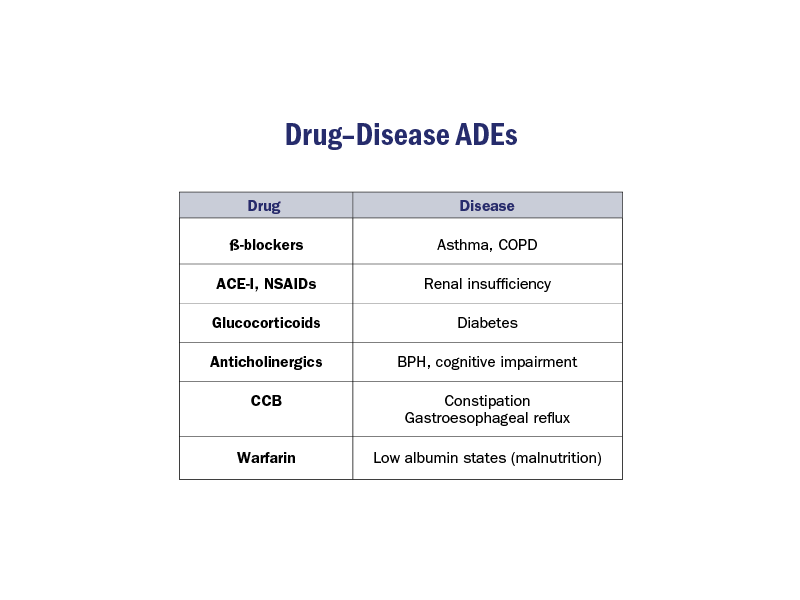 Drug–Disease ADEs
Drug Disease
ß-blockers Asthma, COPD
ACE-I, NSAIDs Renal insufficiency
Glucocorticoids Diabetes
Anticholinergics BPH, cognitive impairment
CCB Constipation
Gastroesophageal reflux
Warfarin Low albumin states (malnutrition)